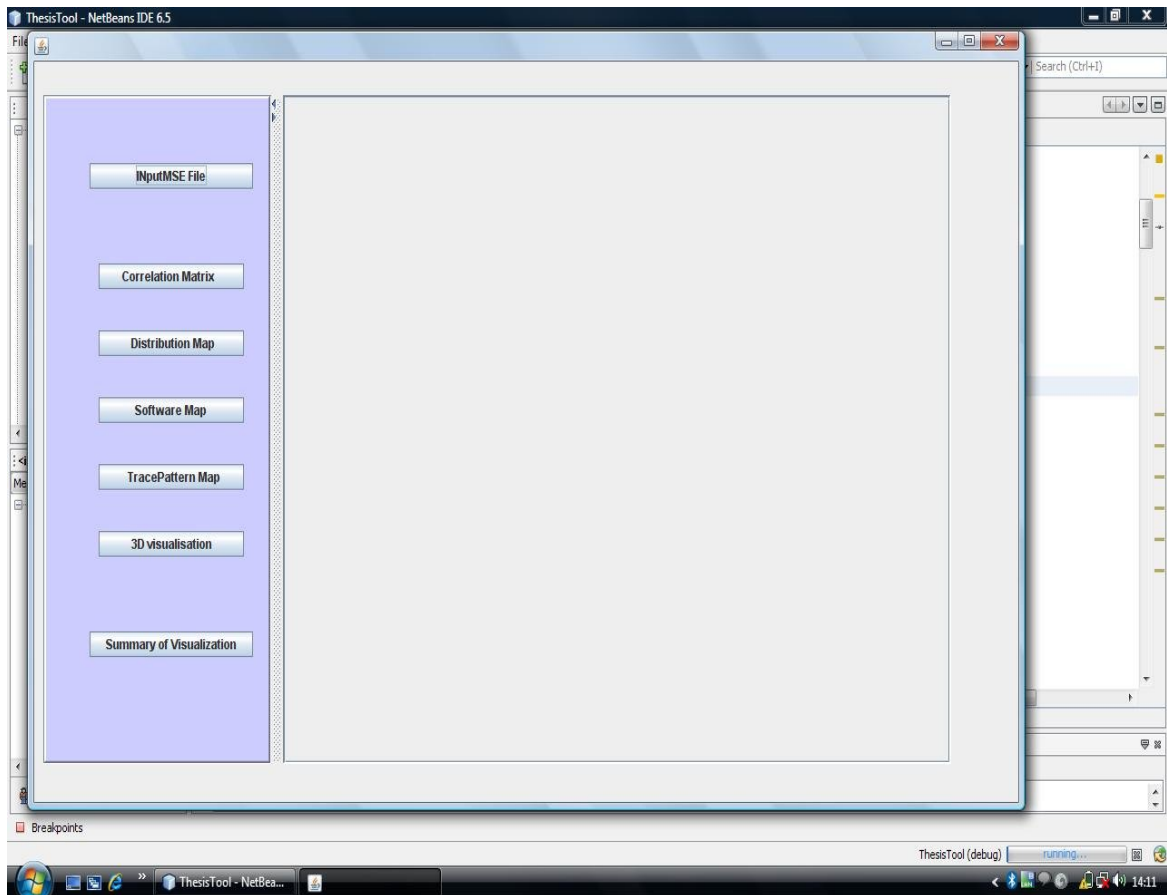 ThesisTool - NetBeans IDE 6.5
File
Search (Ctrl+I)
INputMSE File
Correlation Matrix
Distribution Map
Software Map
TracePattern Map
3D visualisation
Summary of Visualization
<i
Me
Breakpoints
ThesisTool (debug)
running...
ThesisTool - NetBea...
14:11